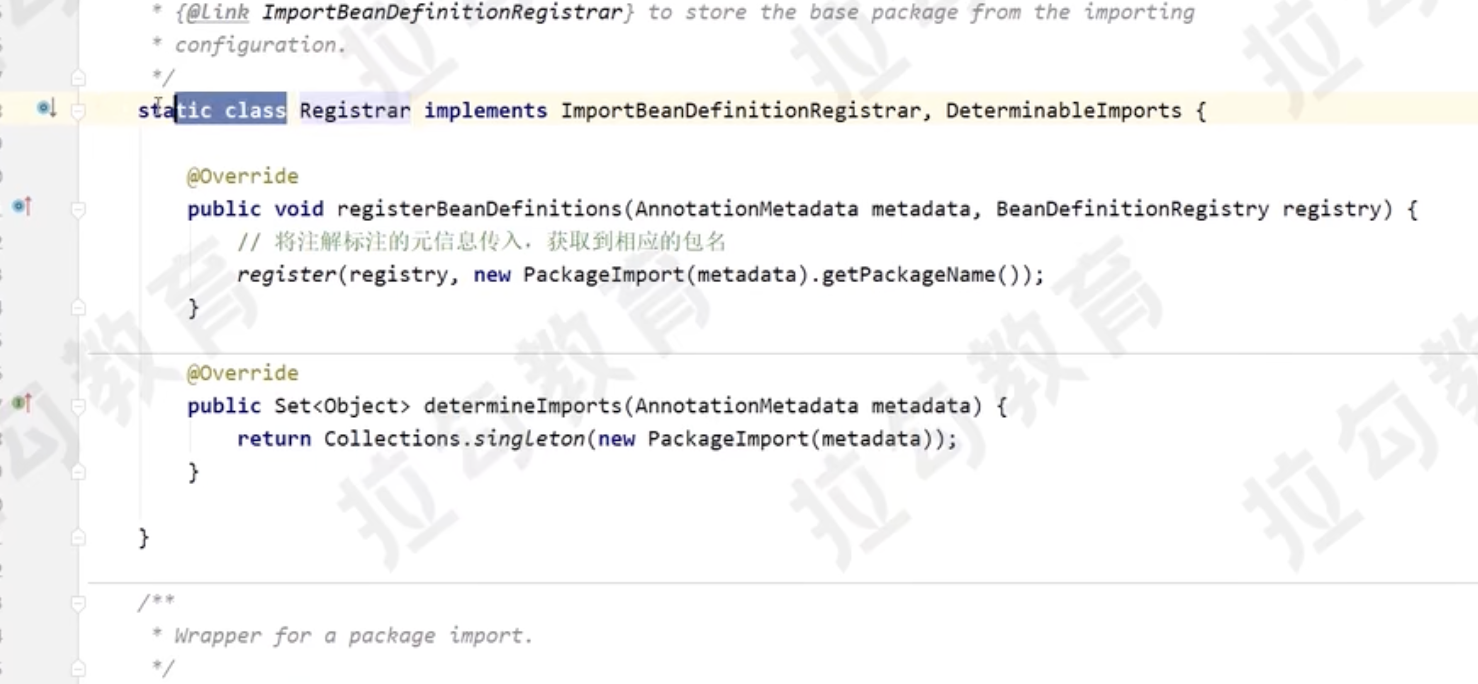 * {@link ImportBeanDefinitionRegistrar} to store the base package from the importing
* configuration.
*/
static class Registrar implements ImportBeanDefinitionRegistrar, DeterminableImports {
@Override
public void registerBeanDefinitions(AnnotationMetadata metadata, BeanDefinitionRegistry registry) {
// 将注解标注的元信息传入，获取到相应的包名
register(registry, new PackageImport(metadata).getPackageName());
}
@Override
public Set<Object> determineImports(AnnotationMetadata metadata) {
return Collections.singleton(new PackageImport(metadata));
}
}
/**
* Wrapper for a package import.
*/
拉勾教育